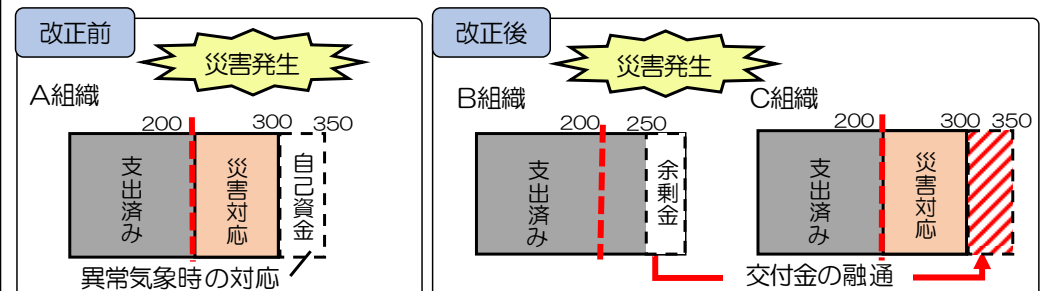 改正前
災害発生
A組織
200
300
350
支出済み
災害対応
自己資金
異常気象時の対応
改正後
災害発生
B組織
200
250
支出済み
余剰金
C組織
200
300
350
支出済み
災害対応
交付金の融通